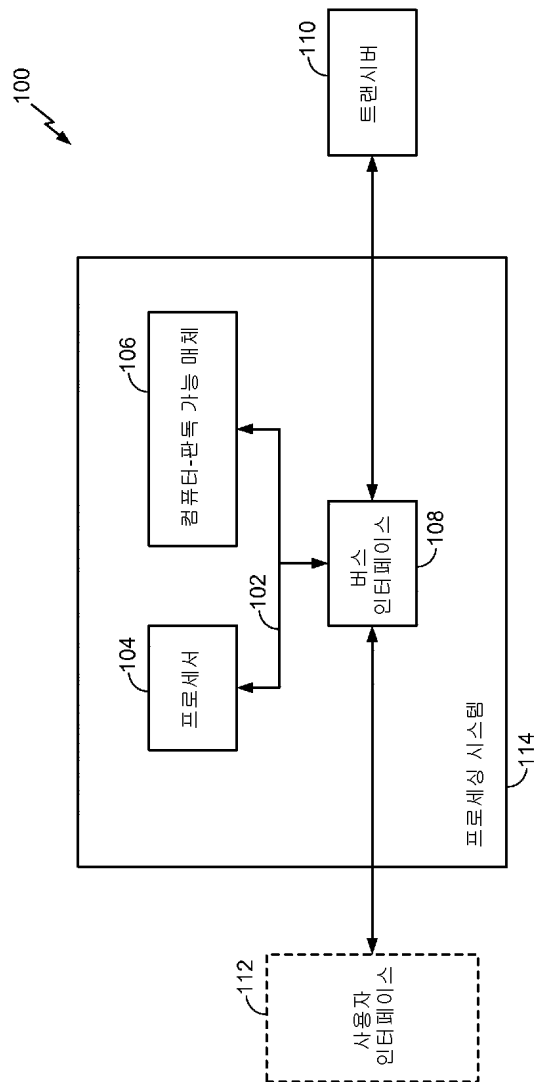 100
106
컴퓨터-판독 가능 매체
104
프로세서
102
110
트랜시버
버스
인터페이스
108
112
사용자
인터페이스
프로세싱 시스템
114